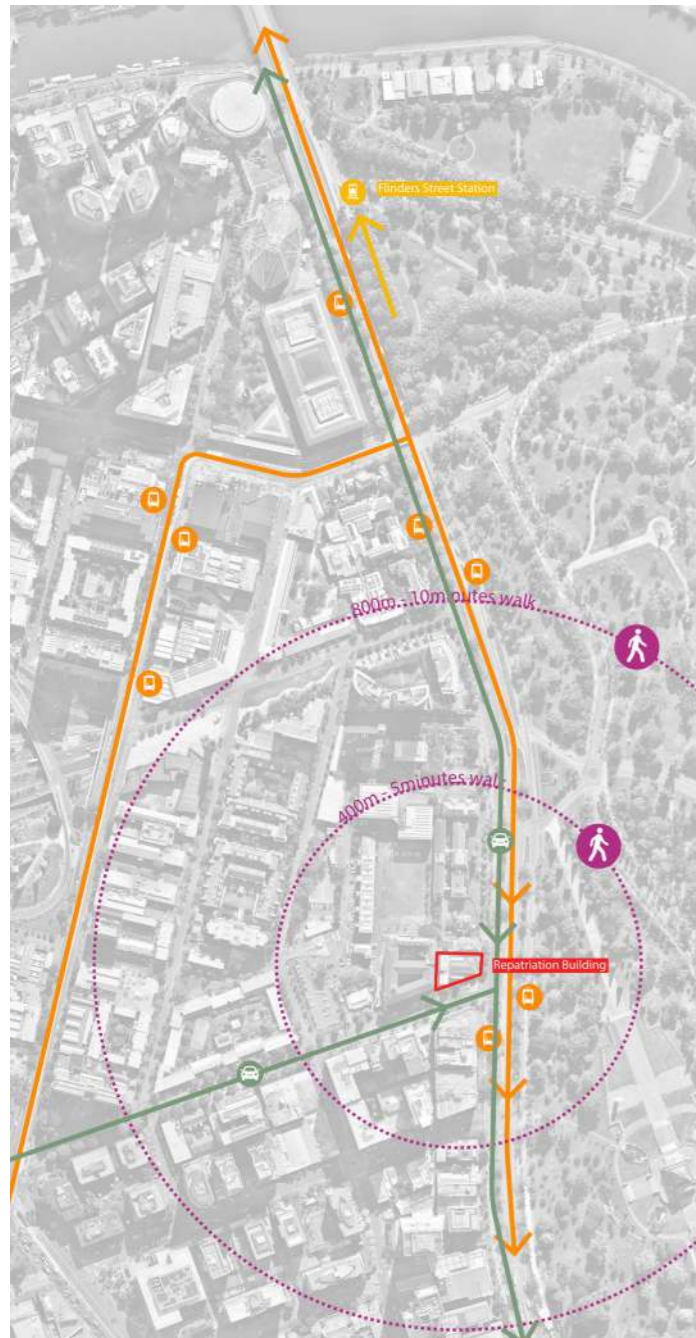 Flinders Street Station
800m - 10minutes walk
400m - 5minutes walk
Repatriation Building